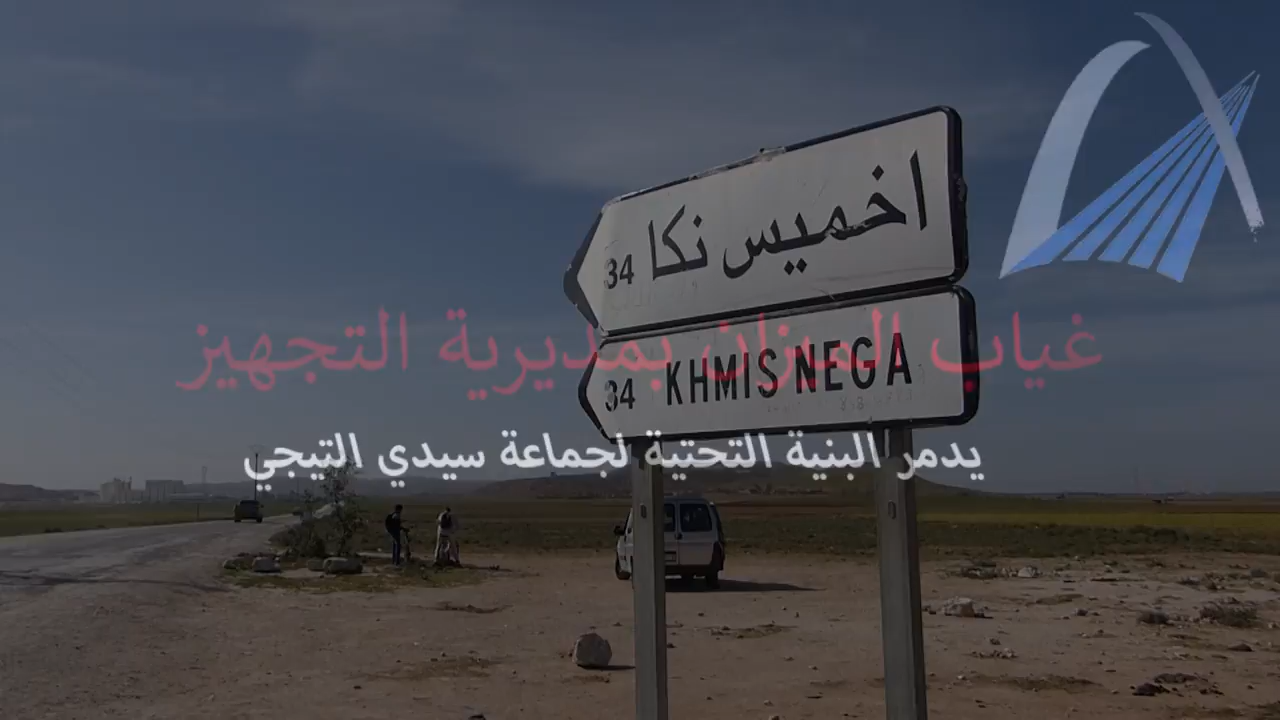 اخميس نكا
34
غياب الميزان بمديرية التجهيز
34 KHMIS NEGA
يدمر البنية التحتية لجماعة سيدي التيجي